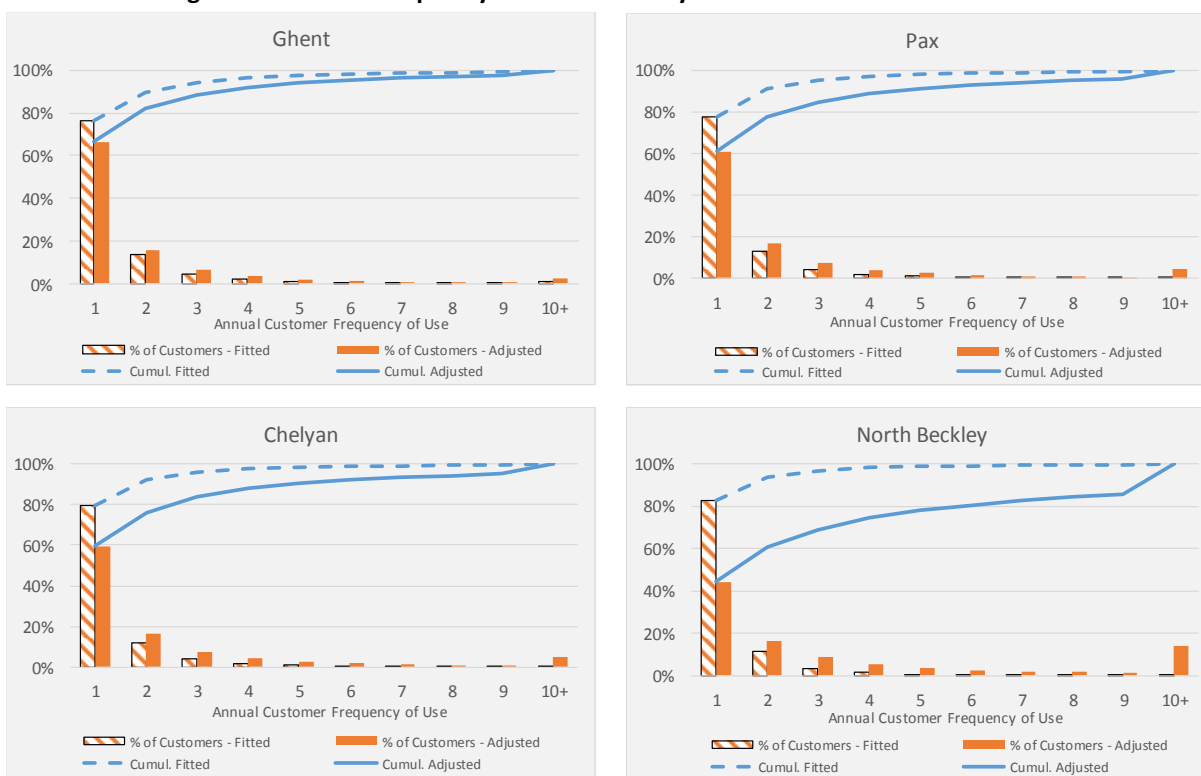 Ghent
100%
80%
60%
40%
20%
0%
1 2 3 4 5 6 7 8 9 10+
Annual Customer Frequency of Use
% of Customers - Fitted % of Customers - Adjusted
Cumul. Fitted Cumul. Adjusted
Pax
100%
80%
60%
40%
20%
0%
1 2 3 4 5 6 7 8 9 10+
Annual Customer Frequency of Use
% of Customers - Fitted % of Customers - Adjusted
Cumul. Fitted Cumul. Adjusted
Chelyan
100%
80%
60%
40%
20%
0%
1 2 3 4 5 6 7 8 9 10+
Annual Customer Frequency of Use
% of Customers - Fitted % of Customers - Adjusted
Cumul. Fitted Cumul. Adjusted
North Beckley
100%
80%
60%
40%
20%
0%
1 2 3 4 5 6 7 8 9 10+
Annual Customer Frequency of Use
% of Customers - Fitted % of Customers - Adjusted
Cumul. Fitted Cumul. Adjusted